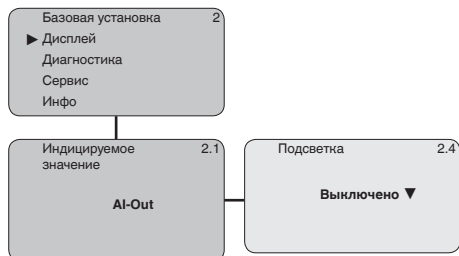 Базовая установка 2
▶ Дисплей
Диагностика
Сервис
Инфо
Индицируемое 2.1
значение
AI-Out
Подсветка 2.4
Выключено ▼